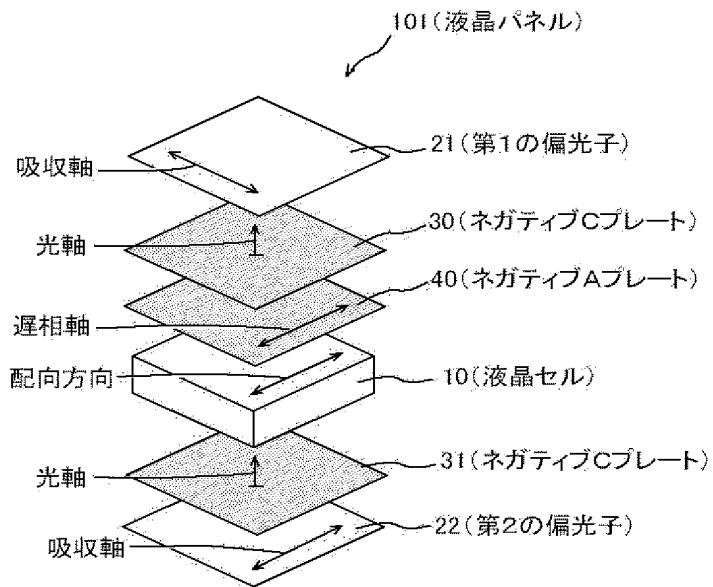 101(液晶パネル)
21(第1の偏光子)
吸収軸
30(ネガティブCプレート)
光軸
40(ネガティブAプレート)
遅相軸
配向方向
10(液晶セル)
31(ネガティブCプレート)
光軸
22(第2の偏光子)
吸収軸